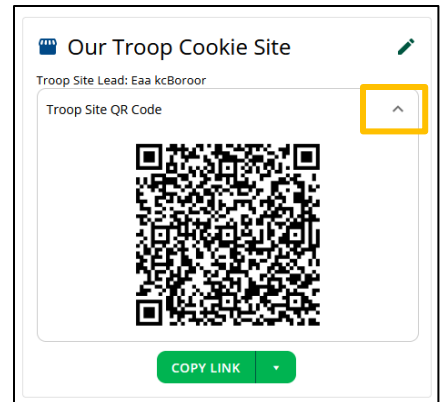 Our Troop Cookie Site
Troop Site Lead: Eaa kcBoroor
Troop Site QR Code
COPY LINK